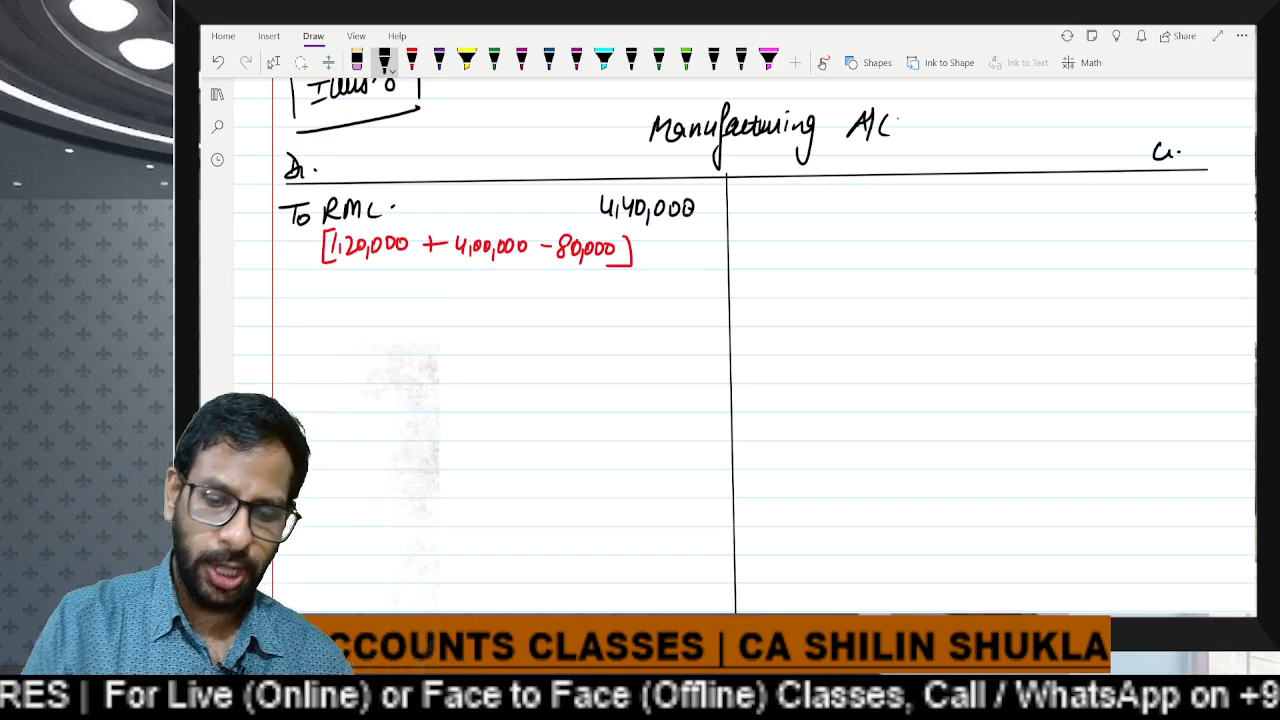 Home Insert Draw View Help Share
Shapes Ink to Shape Ink to Text Math
Illus. 8
Manufacturing A/C
Dr. Cr.
To RMC. 4,40,000
[1,20,000 + 4,00,000 - 80,000]
CCOUNTS CLASSES | CA SHILIN SHUKLA
RES | For Live (Online) or Face to Face (Offline) Classes, Call / WhatsApp on +9